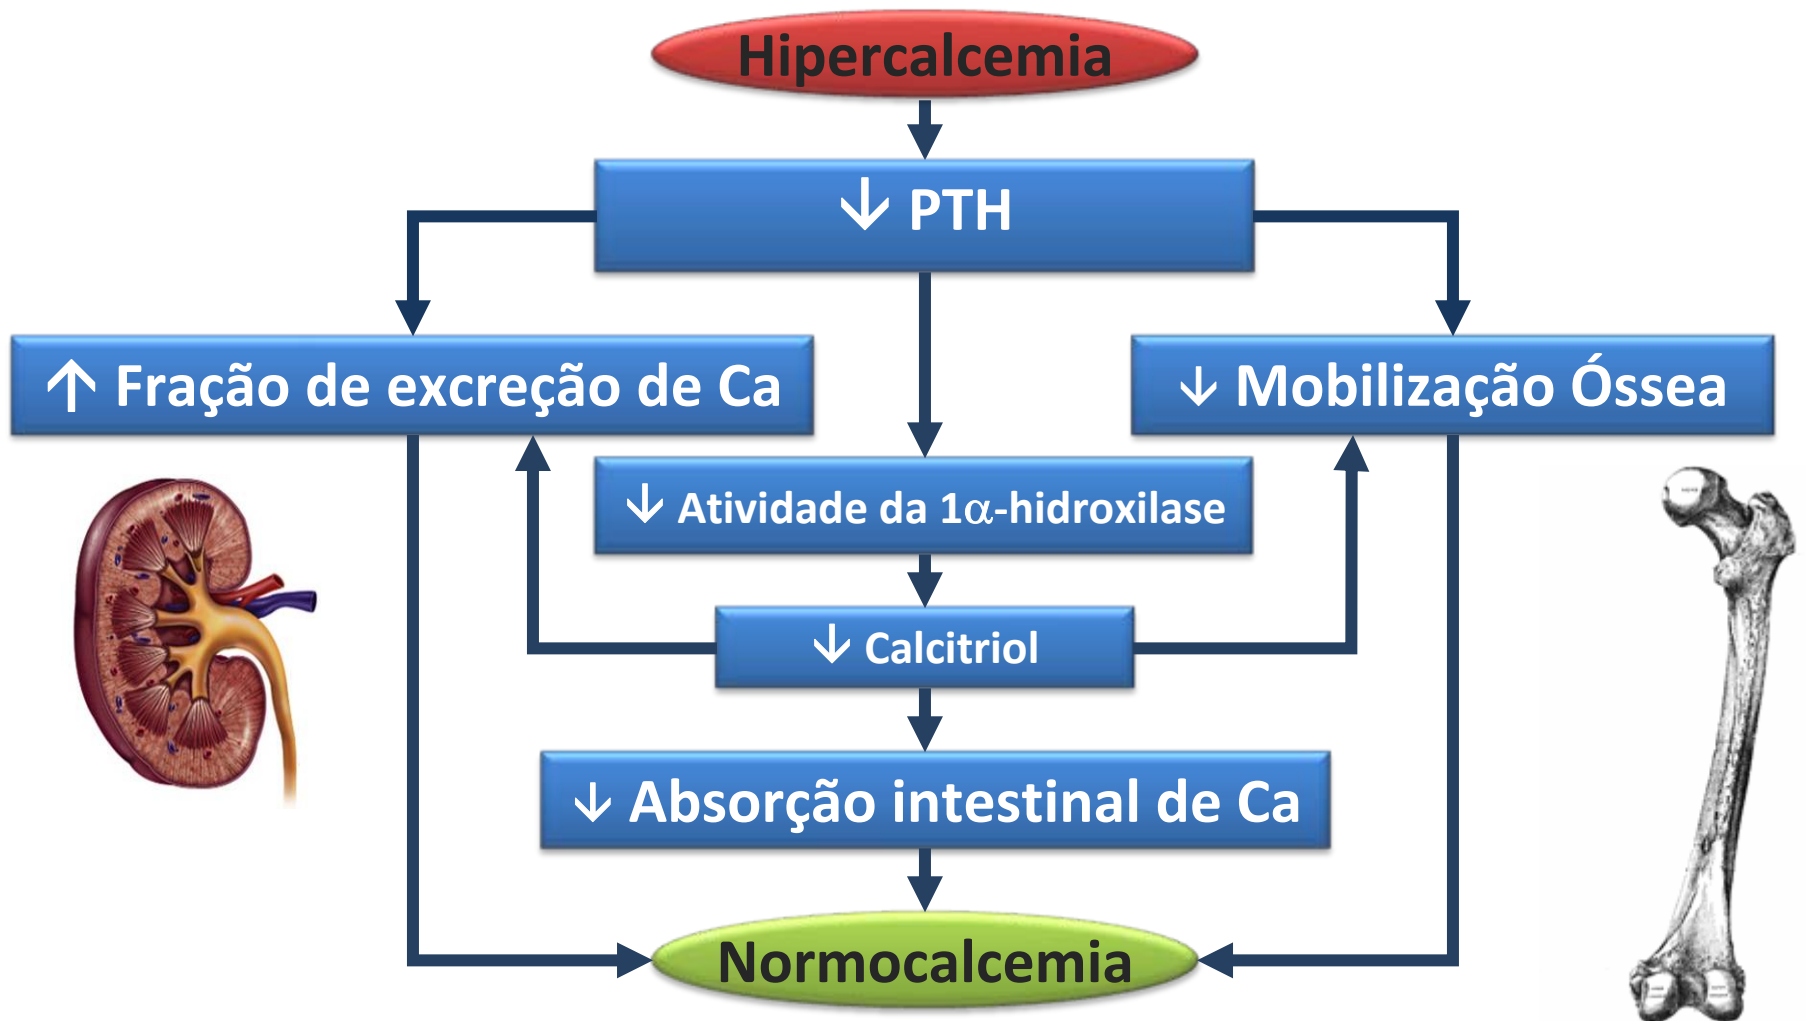 Hipercalcemia
↓ PTH
↑ Fração de excreção de Ca
↓ Mobilização Óssea
↓ Atividade da 1α-hidroxilase
↓ Calcitriol
↓ Absorção intestinal de Ca
Normocalcemia